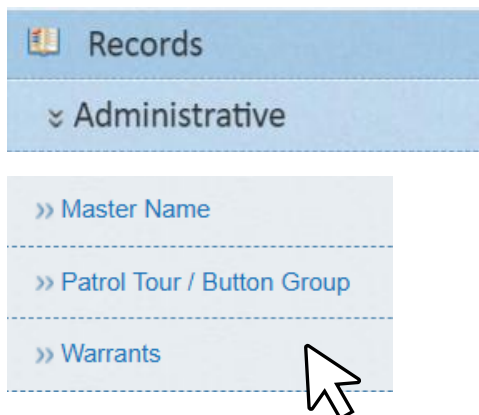 Records
Administrative
Master Name
Patrol Tour / Button Group
Warrants